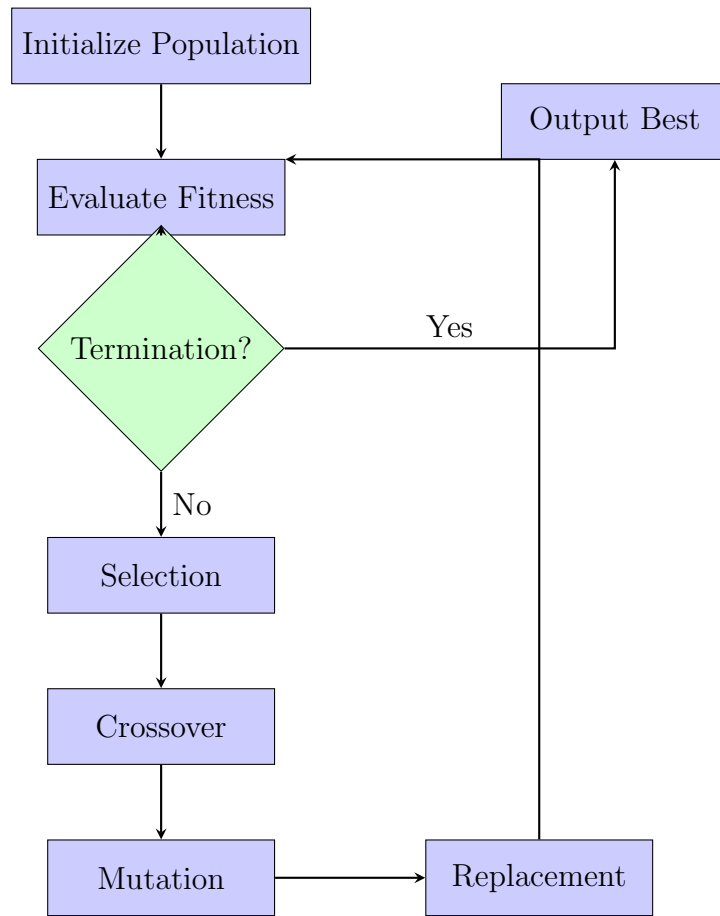 Initialize Population
Output Best
Evaluate Fitness
Yes
Termination?
No
Selection
Crossover
Mutation
Replacement